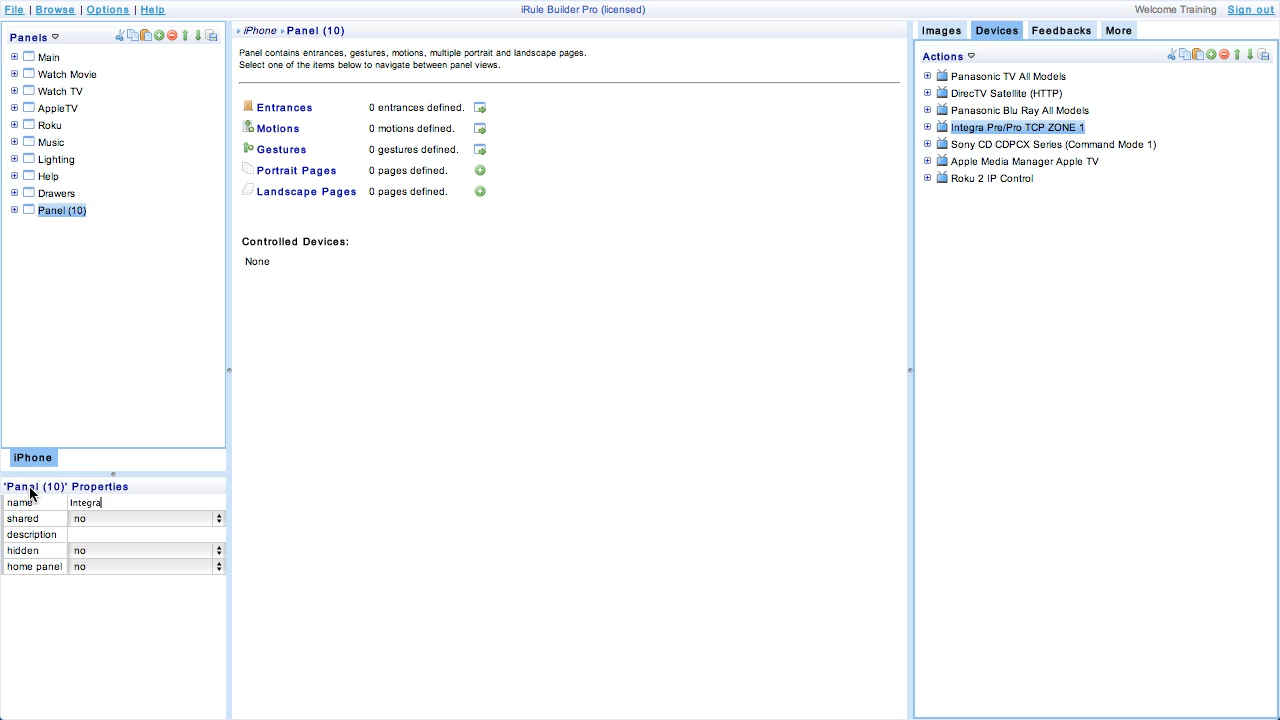 File | Browse | Options | Help
iRule Builder Pro (licensed)
Welcome Training Sign out
Panels
Main
Watch Movie
Watch TV
AppleTV
Roku
Music
Lighting
Help
Drawers
Panel (10)
iPhone
'Panel (10)' Properties
name Integra
shared no
description
hidden no
home panel no
iPhone Panel (10)
Panel contains entrances, gestures, motions, multiple portrait and landscape pages.
Select one of the items below to navigate between panel views.
Entrances 0 entrances defined.
Motions 0 motions defined.
Gestures 0 gestures defined.
Portrait Pages 0 pages defined.
Landscape Pages 0 pages defined.
Controlled Devices:
None
Images Devices Feedbacks More
Actions
Panasonic TV All Models
DirecTV Satellite (HTTP)
Panasonic Blu Ray All Models
Integra Pre/Pro TCP ZONE 1
Sony CD CDPCX Series (Command Mode 1)
Apple Media Manager Apple TV
Roku 2 IP Control